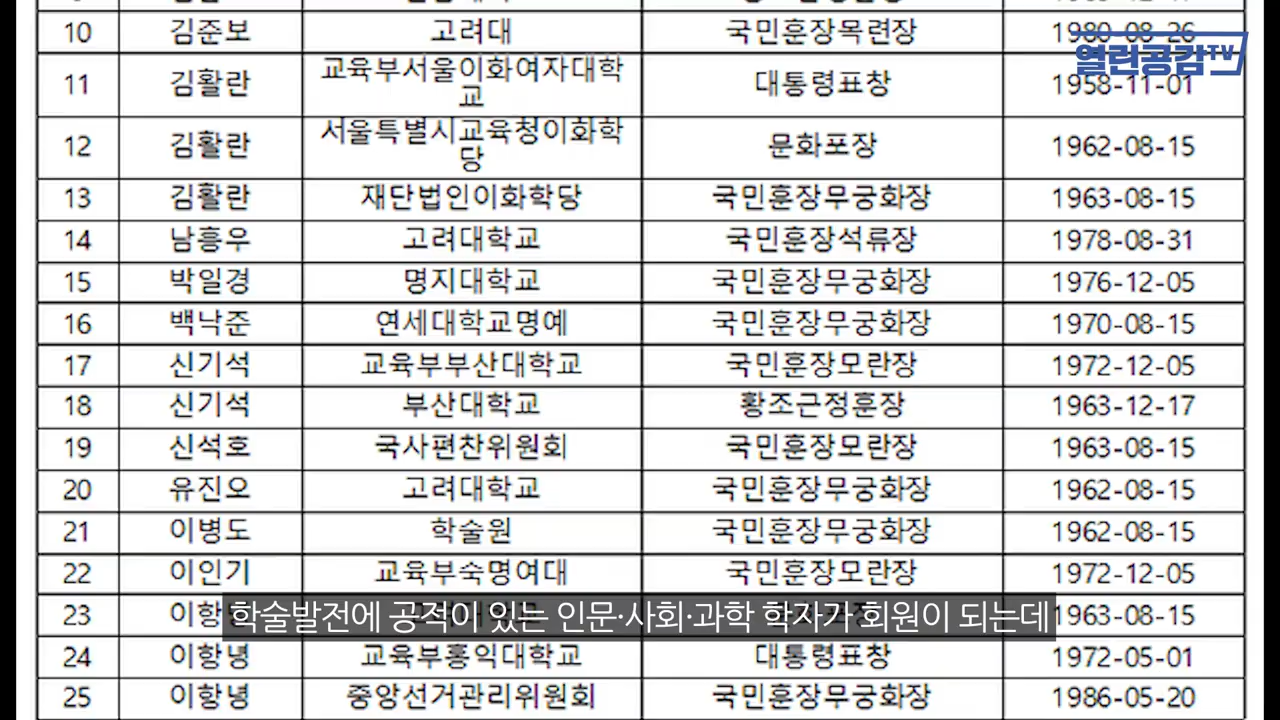 10 김준보 고려대 국민훈장목련장 1980-08-26
열린공감TV
11 김활란 교육부서울이화여자대학교 대통령표창 1958-11-01
12 김활란 서울특별시교육청이화학당 문화포장 1962-08-15
13 김활란 재단법인이화학당 국민훈장무궁화장 1963-08-15
14 남흥우 고려대학교 국민훈장석류장 1978-08-31
15 박일경 명지대학교 국민훈장무궁화장 1976-12-05
16 백낙준 연세대학교명예 국민훈장무궁화장 1970-08-15
17 신기석 교육부부산대학교 국민훈장모란장 1972-12-05
18 신기석 부산대학교 황조근정훈장 1963-12-17
19 신석호 국사편찬위원회 국민훈장모란장 1963-08-15
20 유진오 고려대학교 국민훈장무궁화장 1962-08-15
21 이병도 학술원 국민훈장무궁화장 1962-08-15
22 이인기 교육부숙명여대 국민훈장모란장 1972-12-05
23 이항녕 1963-08-15
학술발전에 공적이 있는 인문·사회·과학 학자가 회원이 되는데
24 이항녕 교육부홍익대학교 대통령표창 1972-05-01
25 이항녕 중앙선거관리위원회 국민훈장무궁화장 1986-05-20